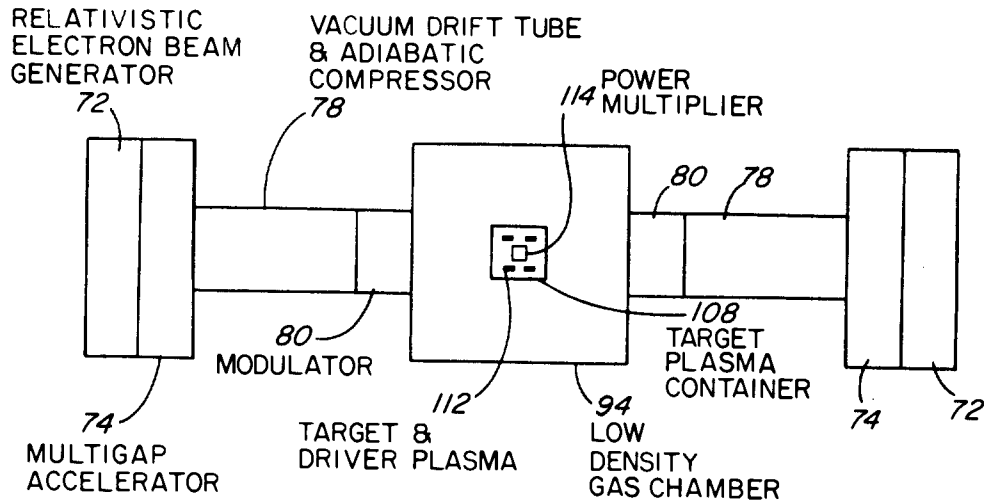 RELATIVISTIC
ELECTRON BEAM
GENERATOR
72
VACUUM DRIFT TUBE
& ADIABATIC
COMPRESSOR
78
114 POWER
MULTIPLIER
80
78
80
MODULATOR
108
TARGET
PLASMA
CONTAINER
74
MULTIGAP
ACCELERATOR
112
TARGET &
DRIVER PLASMA
94
LOW
DENSITY
GAS CHAMBER
74
72